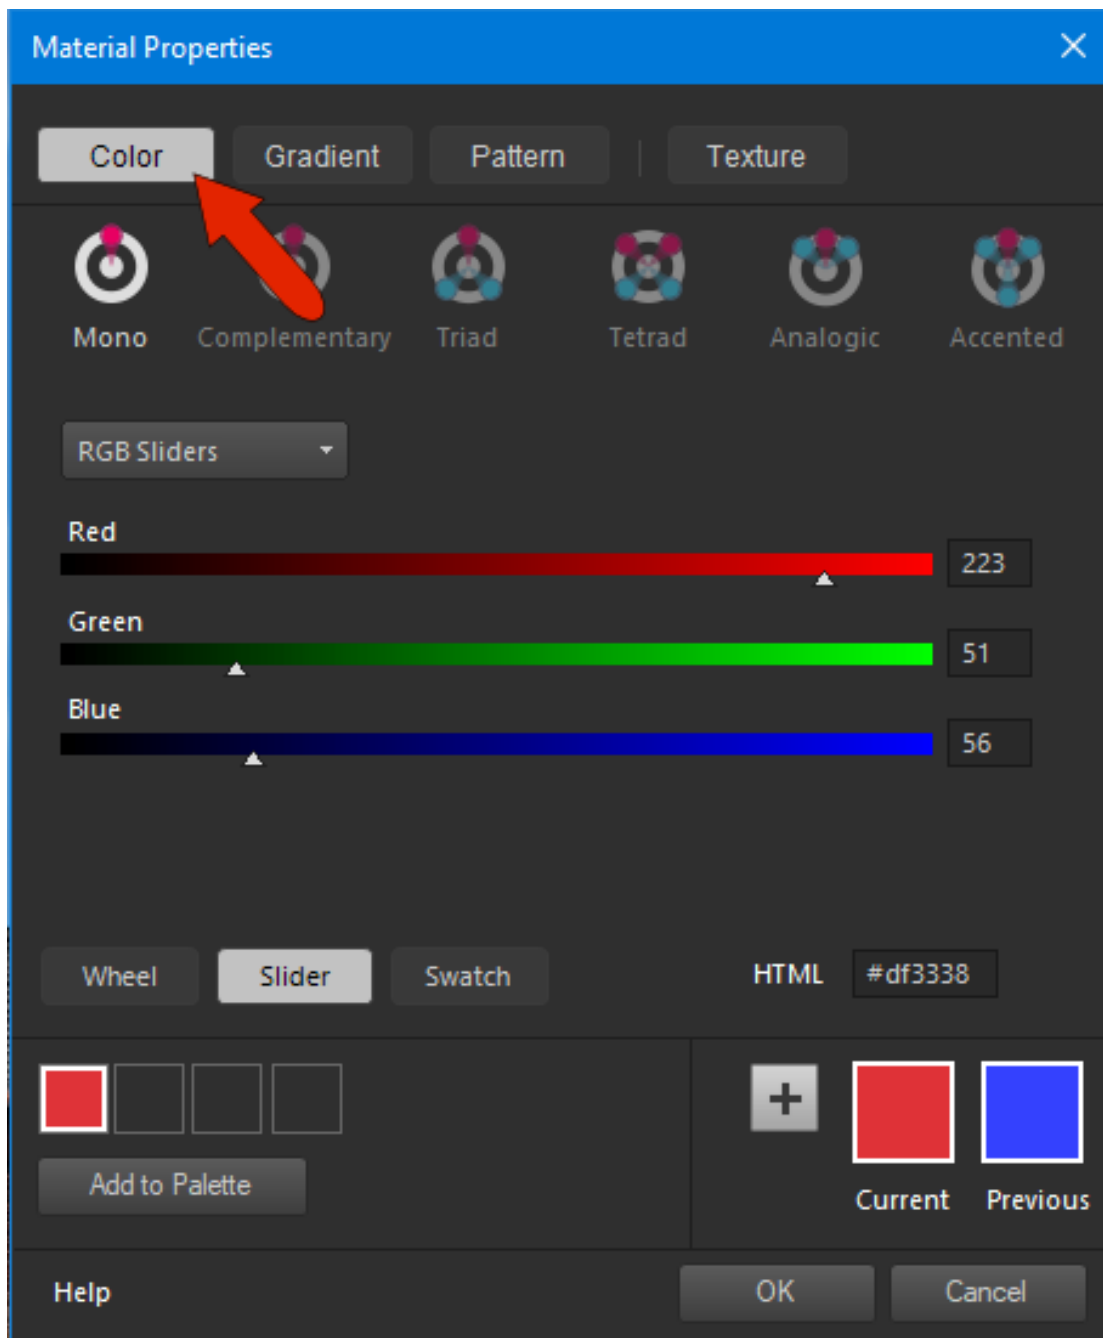 Material Properties
Color Gradient Pattern Texture
Mono Complementary Triad Tetrad Analogic Accented
RGB Sliders
Red
223
Green
51
Blue
56
Wheel Slider Swatch HTML #df3338
Add to Palette
Current Previous
Help OK Cancel